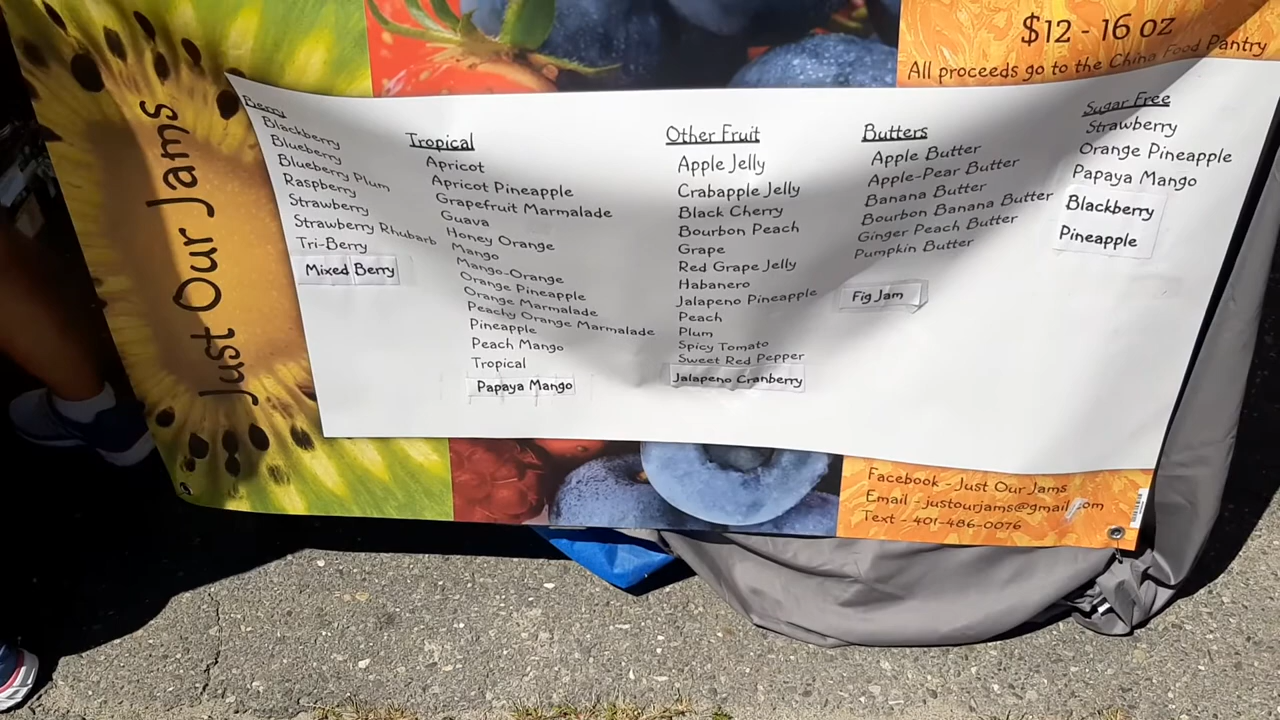 $12 - 16 oz
All proceeds go to the China Food Pantry
Just Our Jams
Berry
Blackberry
Blueberry
Blueberry Plum
Raspberry
Strawberry
Strawberry Rhubarb
Tri-Berry
Mixed Berry
Tropical
Apricot
Apricot Pineapple
Grapefruit Marmalade
Guava
Honey Orange
Mango
Mango-Orange
Orange Pineapple
Orange Marmalade
Peachy Orange Marmalade
Pineapple
Peach Mango
Tropical
Papaya Mango
Other Fruit
Apple Jelly
Crabapple Jelly
Black Cherry
Bourbon Peach
Grape
Red Grape Jelly
Habanero
Jalapeno Pineapple
Peach
Plum
Spicy Tomato
Sweet Red Pepper
Jalapeno Cranberry
Butters
Apple Butter
Apple-Pear Butter
Banana Butter
Bourbon Banana Butter
Ginger Peach Butter
Pumpkin Butter
Fig Jam
Sugar Free
Strawberry
Orange Pineapple
Papaya Mango
Blackberry
Pineapple
Facebook - Just Our Jams
Email - justourjams@gmail.com
Text - 401-486-0076